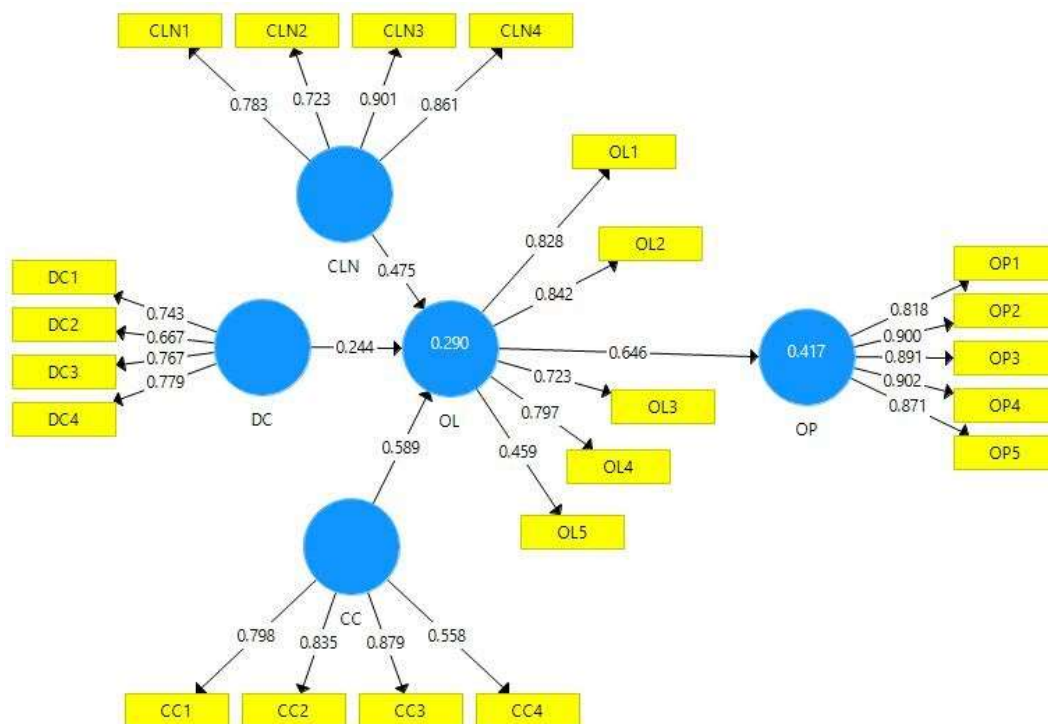 CLN1
CLN2
CLN3
CLN4
0.783
0.723
0.901
0.861
CLN
0.475
DC1
DC2
DC3
DC4
0.743
0.667
0.767
0.779
DC
0.244
OL1
OL2
OL3
OL4
OL5
0.828
0.842
0.723
0.797
0.459
0.290
OL
0.646
0.417
OP
OP1
OP2
OP3
OP4
OP5
0.818
0.900
0.891
0.902
0.871
0.589
CC
0.798
0.835
0.879
0.558
CC1
CC2
CC3
CC4